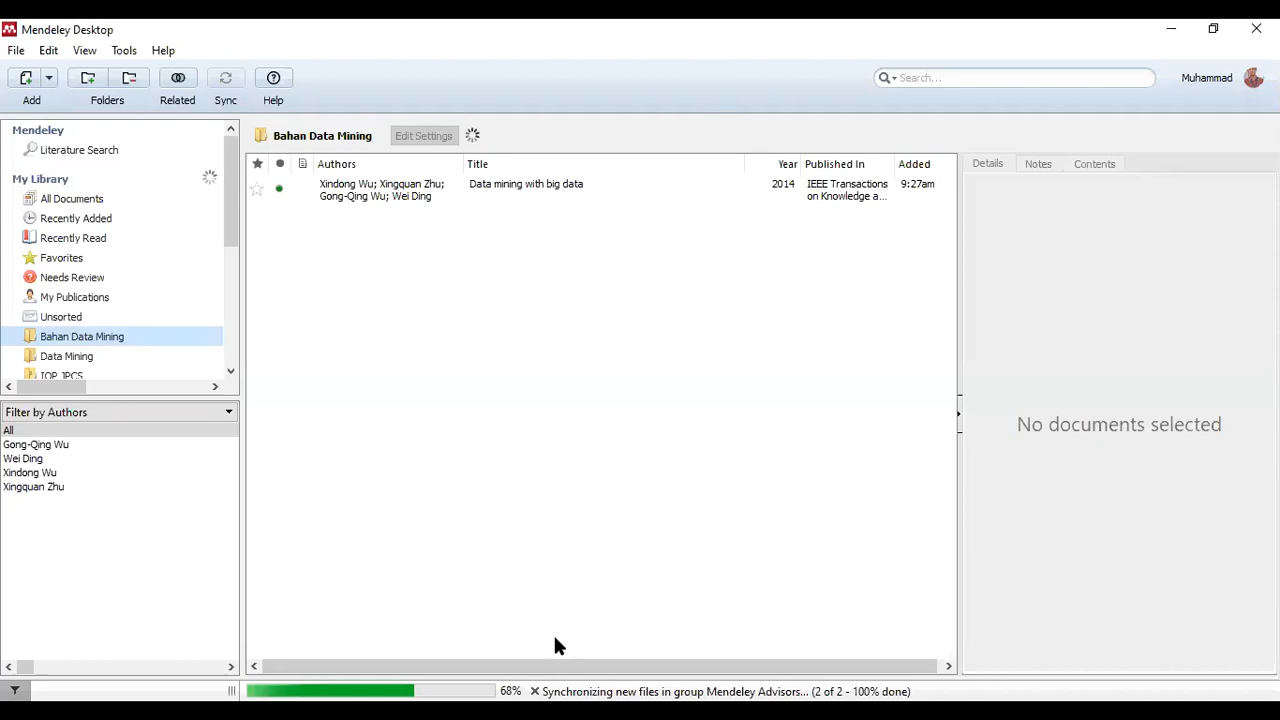 Mendeley Desktop
File Edit View Tools Help
Search... Muhammad
Add Folders Related Sync Help
Mendeley
Literature Search
My Library
All Documents
Recently Added
Recently Read
Favorites
Needs Review
My Publications
Unsorted
Bahan Data Mining
Data Mining
IOP JPCS
Filter by Authors
All
Gong-Qing Wu
Wei Ding
Xindong Wu
Xingquan Zhu
Bahan Data Mining Edit Settings
Authors Title Year Published In Added
Xindong Wu; Xingquan Zhu; Data mining with big data 2014 IEEE Transactions 9:27am
Gong-Qing Wu; Wei Ding on Knowledge a...
Details Notes Contents
No documents selected
68% Synchronizing new files in group Mendeley Advisors... (2 of 2 - 100% done)